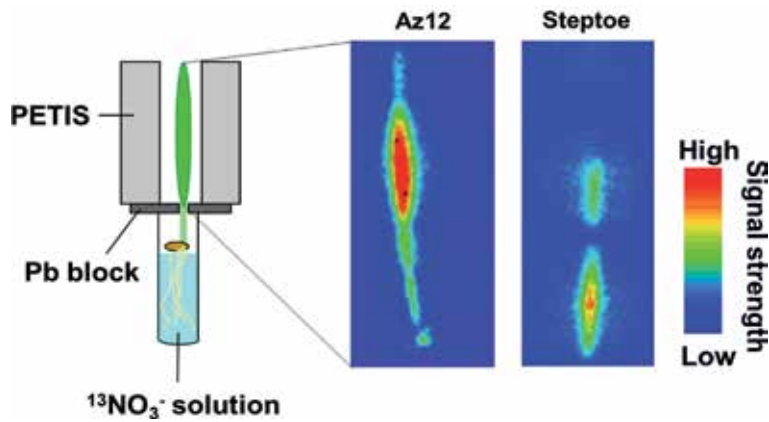 Az12
Steptoe
PETIS
Pb block
¹³NO₃⁻ solution
High
Signal strength
Low